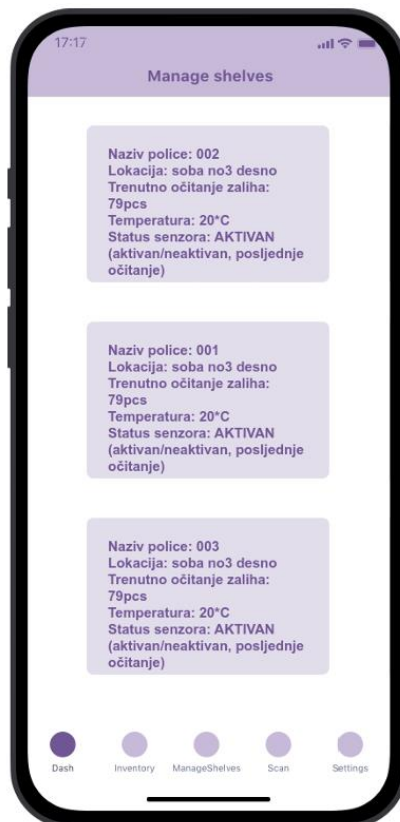 17:17
Manage shelves
Naziv police: 002
Lokacija: soba no3 desno
Trenutno očitanje zaliha:
79pcs
Temperatura: 20*C
Status senzora: AKTIVAN
(aktivan/neaktivan, posljednje
očitanje)
Naziv police: 001
Lokacija: soba no3 desno
Trenutno očitanje zaliha:
79pcs
Temperatura: 20*C
Status senzora: AKTIVAN
(aktivan/neaktivan, posljednje
očitanje)
Naziv police: 003
Lokacija: soba no3 desno
Trenutno očitanje zaliha:
79pcs
Temperatura: 20*C
Status senzora: AKTIVAN
(aktivan/neaktivan, posljednje
očitanje)
Dash Inventory ManageShelves Scan Settings